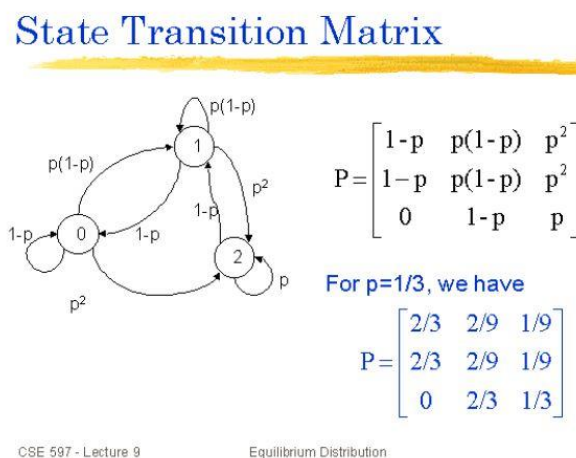 State Transition Matrix
p(1-p)
1
p(1-p)
p²
1-p
1-p
1-p
0
2
p
p²
P = [ 1-p p(1-p) p²
1-p p(1-p) p²
0 1-p p ]
For p=1/3, we have
P = [ 2/3 2/9 1/9
2/3 2/9 1/9
0 2/3 1/3 ]
CSE 597 - Lecture 9
Equilibrium Distribution